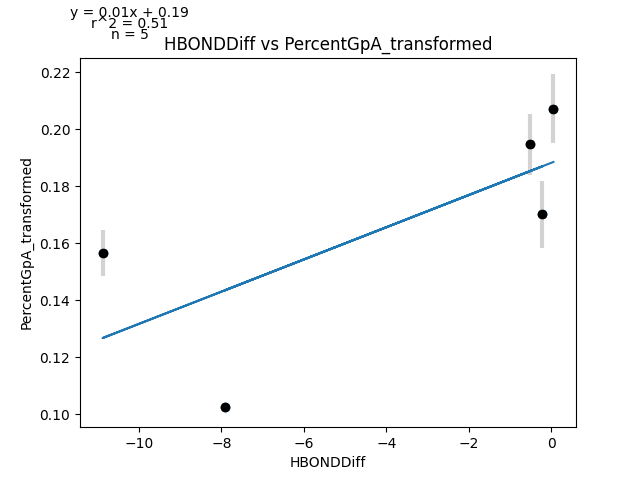 y = 0.01x + 0.19
r^2 = 0.51
n = 5
HBONDDiff vs PercentGpA_transformed
PercentGpA_transformed
0.22
0.20
0.18
0.16
0.14
0.12
0.10
−10
−8
−6
−4
−2
0
HBONDDiff